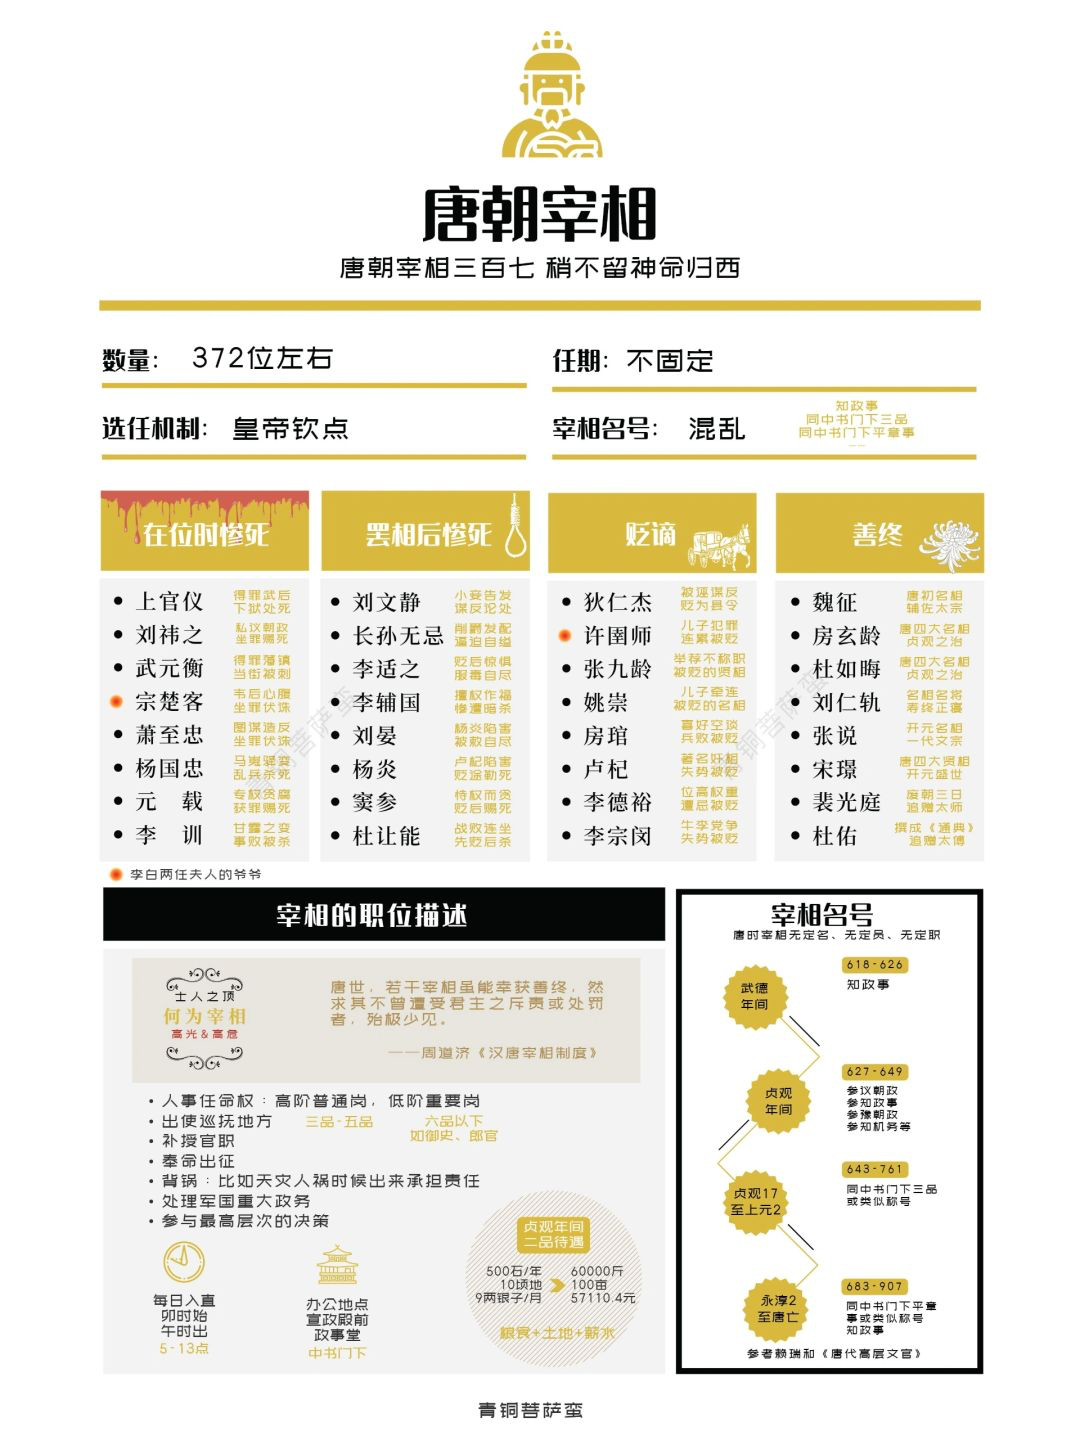 唐朝宰相
唐朝宰相三百七 稍不留神命归西
数量： 372位左右
任期：不固定
选任机制： 皇帝钦点
宰相名号： 混乱
知政事
同中书门下三品
同中书门下平章事
……
在位时惨死
上官仪 得罪武后
下狱处死
刘祎之 私议朝政
坐罪赐死
武元衡 得罪藩镇
当街被刺
宗楚客 韦后心腹
坐罪伏诛
萧至忠 图谋造反
坐罪伏诛
杨国忠 马嵬驿变
乱兵杀死
元 载 专权贪腐
获罪赐死
李 训 甘露之变
事败被杀
罢相后惨死
刘文静 小妾告发
谋反论处
长孙无忌 削爵发配
逼迫自缢
李适之 贬后惊惧
服毒自尽
李辅国 擅权作福
惨遭暗杀
刘晏 杨炎陷害
被敕自尽
杨炎 卢杞陷害
贬途勒死
窦参 恃权而贪
贬后赐死
杜让能 战败连坐
先贬后杀
贬谪
狄仁杰 被诬谋反
贬为县令
许圉师 儿子犯罪
连累被贬
张九龄 举荐不称职
被贬的贤相
姚崇 儿子牵连
被贬的名相
房琯 喜好空谈
兵败被贬
卢杞 著名奸相
失势被贬
李德裕 位高权重
遭忌被贬
李宗闵 牛李党争
失势被贬
善终
魏征 唐初名相
辅佐太宗
房玄龄 唐四大名相
贞观之治
杜如晦 唐四大名相
贞观之治
刘仁轨 名相名将
寿终正寝
张说 开元名相
一代文宗
宋璟 唐四大贤相
开元盛世
裴光庭 废朝三日
追赠太师
杜佑 撰成《通典》
追赠太傅
李白两任夫人的爷爷
宰相的职位描述
士人之顶
何为宰相
高光&高危
唐世，若干宰相虽能幸获善终，然
求其不曾遭受君主之斥责或处罚
者，殆极少见。
——周道济《汉唐宰相制度》
人事任命权：高阶普通岗，低阶重要岗
出使巡抚地方 三品-五品 六品以下
如御史、郎官
补授官职
奉命出征
背锅：比如天灾人祸时候出来承担责任
处理军国重大政务
参与最高层次的决策
每日入直
卯时始
午时出
5-13点
办公地点
宣政殿前
政事堂
中书门下
贞观年间
二品待遇
500石/年 60000斤
10顷地 100亩
9两银子/月 57110.4元
粮食+土地+薪水
宰相名号
唐时宰相无定名、无定员、无定职
武德
年间
618-626
知政事
贞观
年间
627-649
参议朝政
参知政事
参豫朝政
参知机务等
贞观17
至上元2
643-761
同中书门下三品
或类似称号
永淳2
至唐亡
683-907
同中书门下平章
事或类似称号
知政事
参考赖瑞和《唐代高层文官》
青铜菩萨蛮
青铜菩萨蛮
青铜菩萨蛮